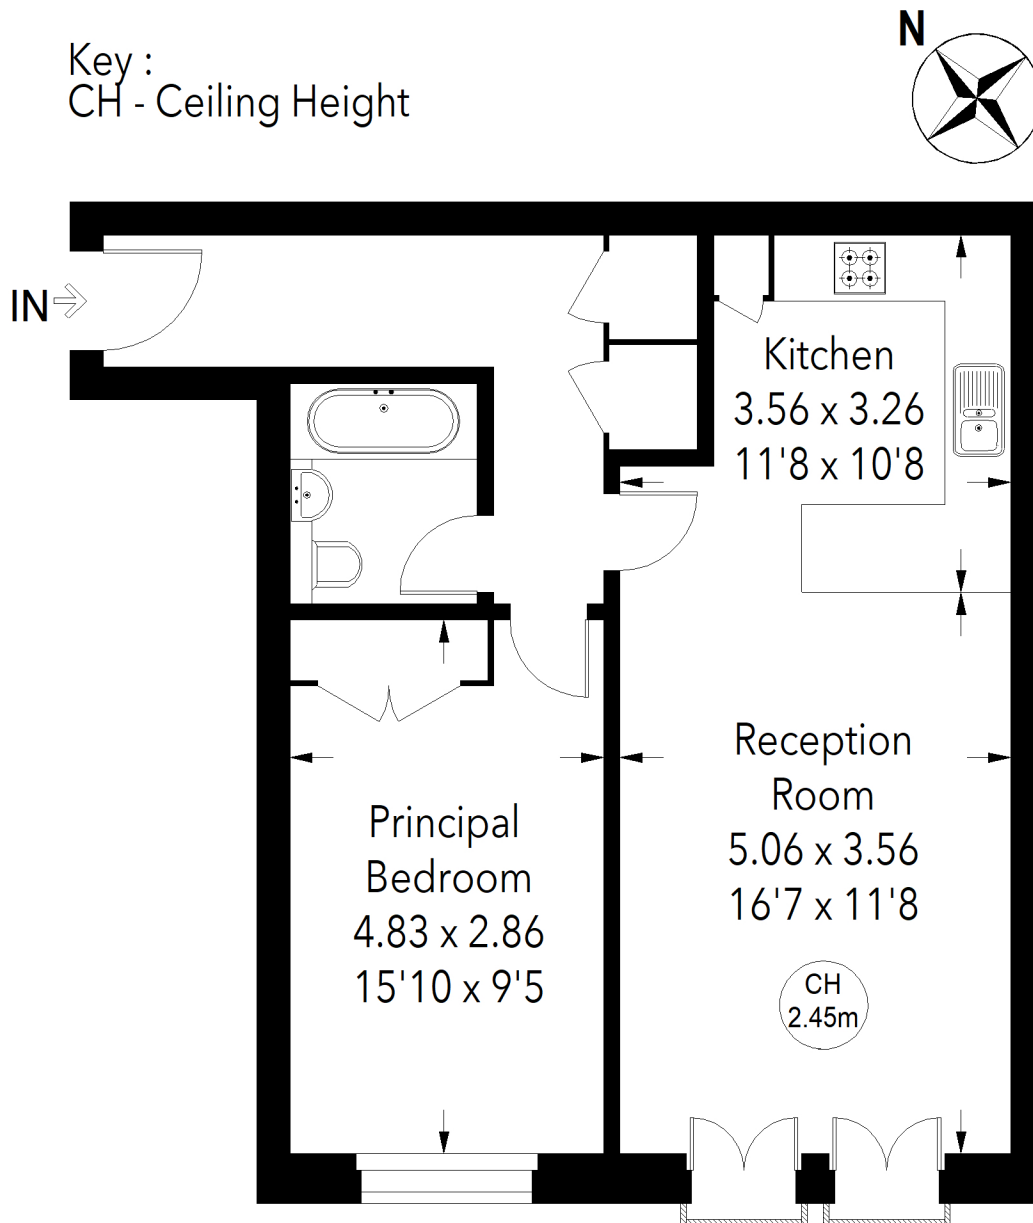 Key :
CH - Ceiling Height
N
IN
Kitchen
3.56 x 3.26
11'8 x 10'8
Reception
Room
5.06 x 3.56
16'7 x 11'8
CH
2.45m
Principal
Bedroom
4.83 x 2.86
15'10 x 9'5